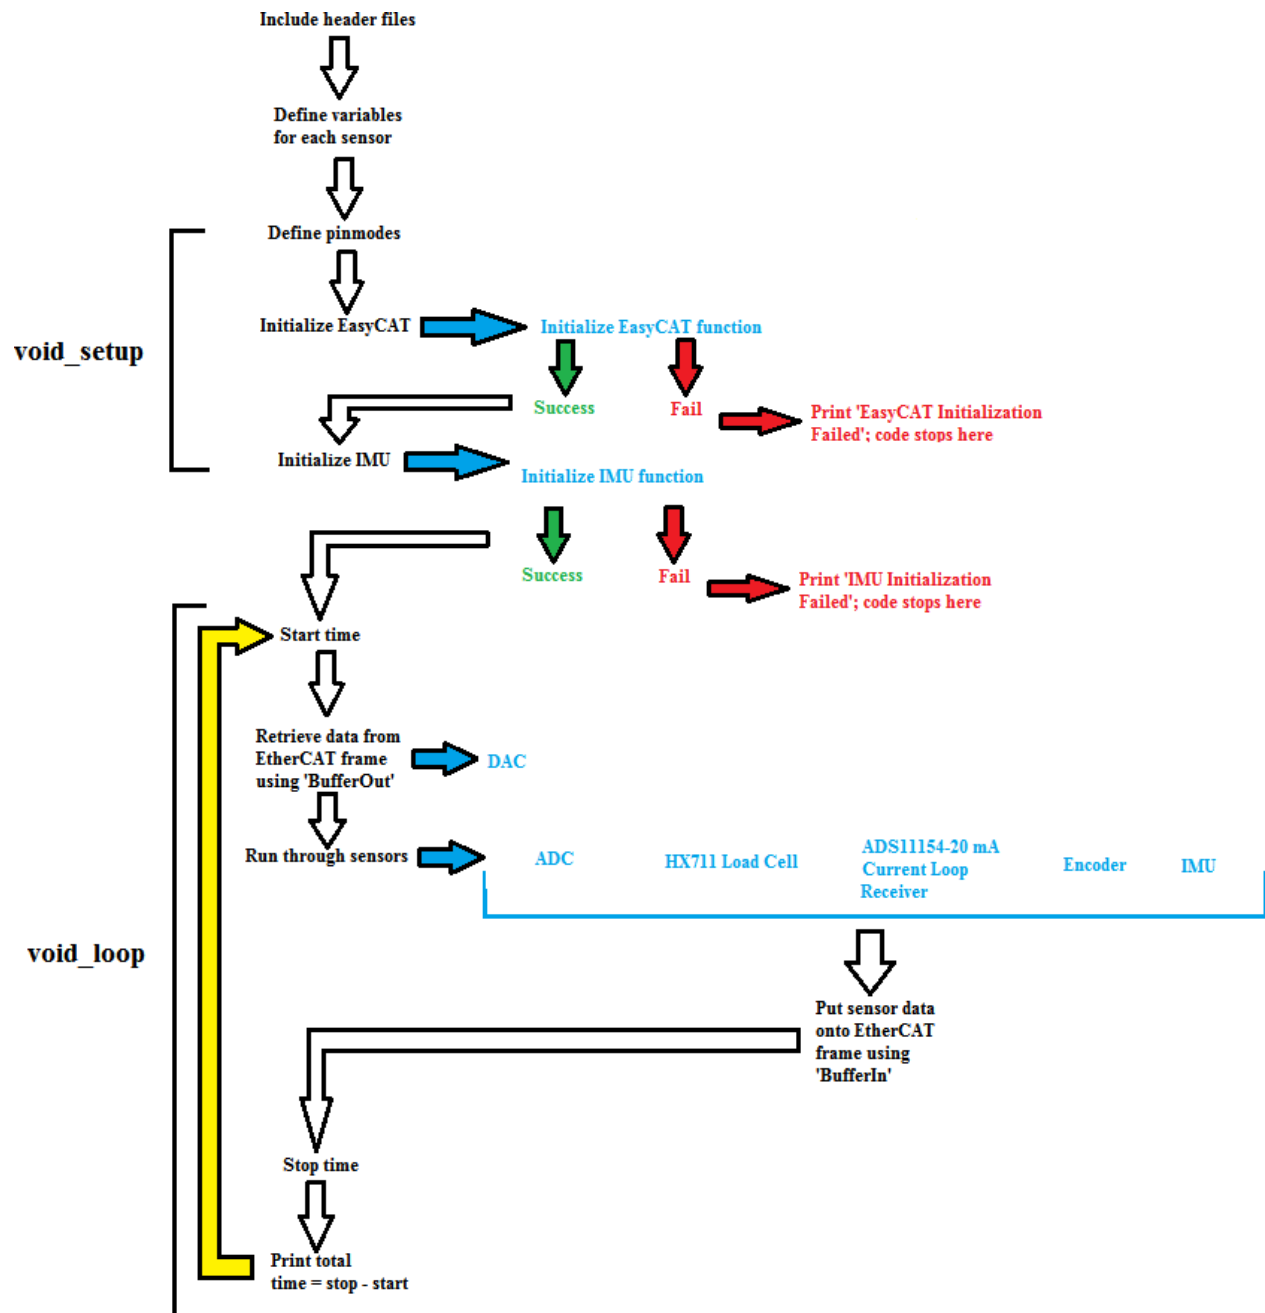 Include header files
Define variables
for each sensor
Define pinmodes
void_setup
Initialize EasyCAT
Initialize EasyCAT function
Success
Fail
Print 'EasyCAT Initialization
Failed'; code stops here
Initialize IMU
Initialize IMU function
Success
Fail
Print 'IMU Initialization
Failed'; code stops here
Start time
Retrieve data from
EtherCAT frame
using 'BufferOut'
DAC
Run through sensors
ADC
HX711 Load Cell
ADS11154-20 mA
Current Loop
Receiver
Encoder
IMU
void_loop
Put sensor data
onto EtherCAT
frame using
'BufferIn'
Stop time
Print total
time = stop - start